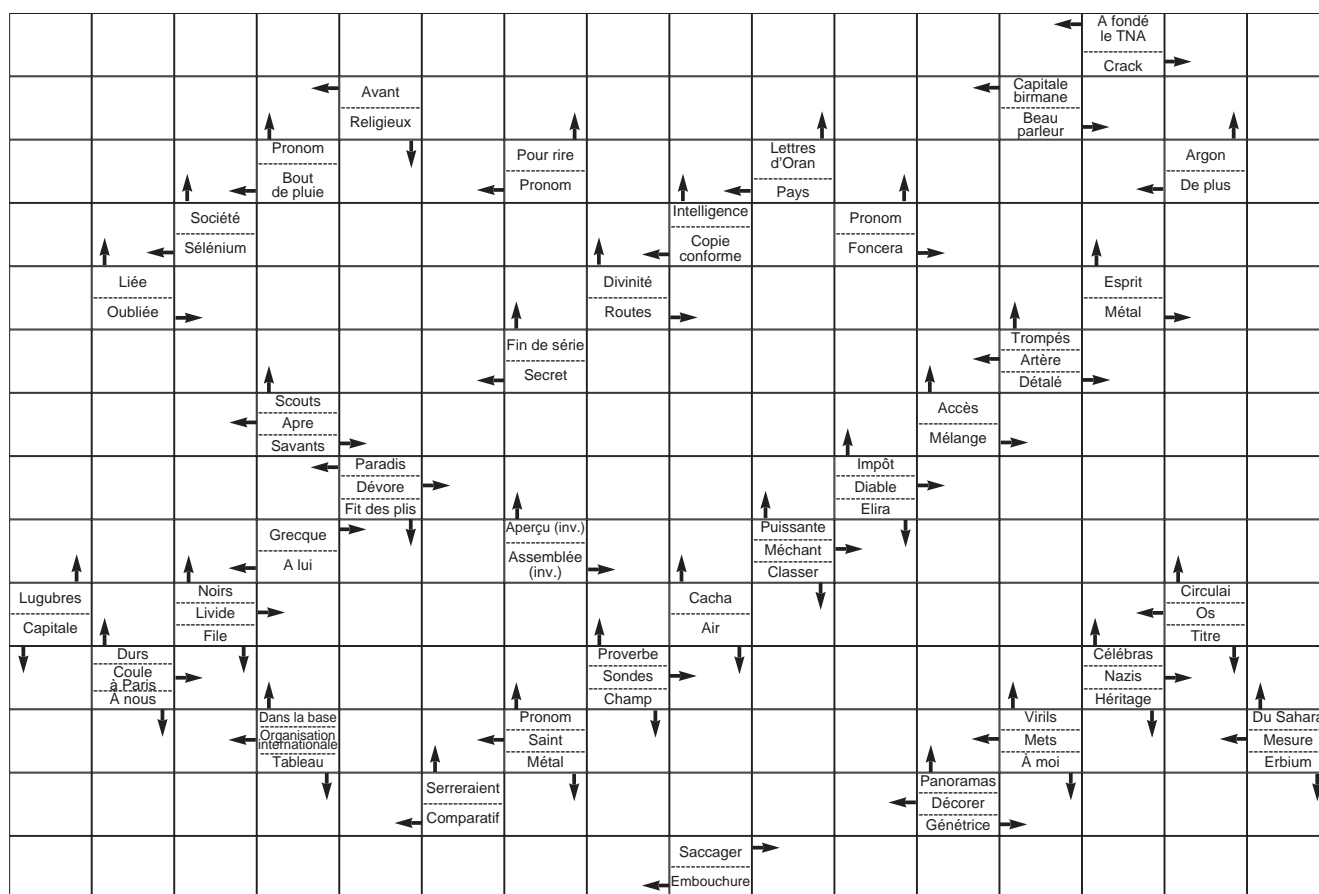 A fondé
le TNA
Crack
Avant
Religieux
Capitale
birmane
Beau
parleur
Pronom
Bout
de pluie
Pour rire
Pronom
Lettres
d'Oran
Pays
Argon
De plus
Société
Sélénium
Intelligence
Copie
conforme
Pronom
Foncera
Liée
Oubliée
Divinité
Routes
Esprit
Métal
Fin de série
Secret
Trompés
Artère
Détalé
Scouts
Apre
Savants
Accès
Mélange
Paradis
Dévore
Fit des plis
Impôt
Diable
Elira
Grecque
A lui
Aperçu (inv.)
Assemblée
(inv.)
Puissante
Méchant
Classer
Lugubres
Capitale
Noirs
Livide
File
Cacha
Air
Circulai
Os
Titre
Durs
Coule
à Paris
À nous
Proverbe
Sondes
Champ
Célébras
Nazis
Héritage
Dans la base
Organisation
internationale
Tableau
Pronom
Saint
Métal
Virils
Mets
À moi
Du Sahara
Mesure
Erbium
Serreraient
Comparatif
Panoramas
Décorer
Génétrice
Saccager
Embouchure